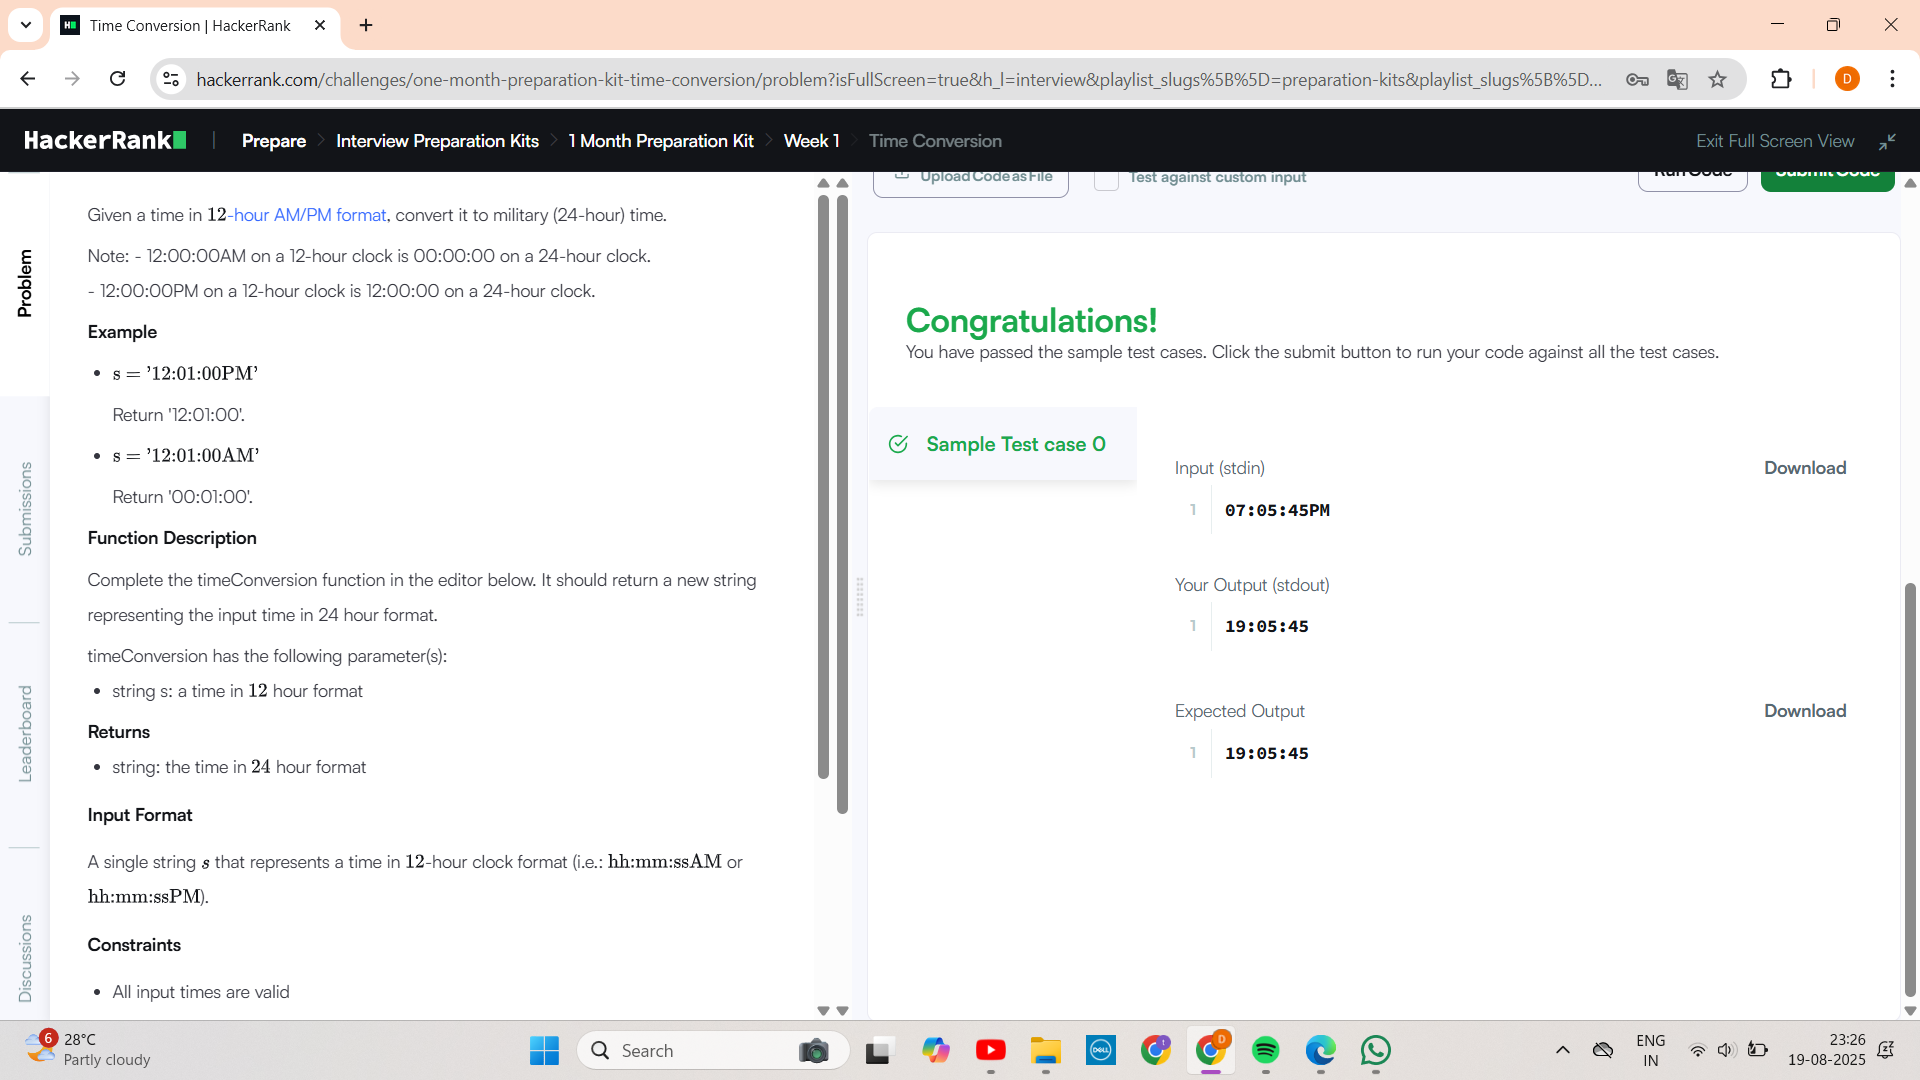 Time Conversion | HackerRank
hackerrank.com/challenges/one-month-preparation-kit-time-conversion/problem?isFullScreen=true&h_l=interview&playlist_slugs%5B%5D=preparation-kits&playlist_slugs%5B%5D...
D
HackerRank
Prepare
Interview Preparation Kits
1 Month Preparation Kit
Week 1
Time Conversion
Exit Full Screen View
Problem
Submissions
Leaderboard
Discussions
Given a time in 12-hour AM/PM format, convert it to military (24-hour) time.
Note: - 12:00:00AM on a 12-hour clock is 00:00:00 on a 24-hour clock.
- 12:00:00PM on a 12-hour clock is 12:00:00 on a 24-hour clock.
Example
• s = '12:01:00PM'
Return '12:01:00'.
• s = '12:01:00AM'
Return '00:01:00'.
Function Description
Complete the timeConversion function in the editor below. It should return a new string
representing the input time in 24 hour format.
timeConversion has the following parameter(s):
• string s: a time in 12 hour format
Returns
• string: the time in 24 hour format
Input Format
A single string s that represents a time in 12-hour clock format (i.e.: hh:mm:ssAM or
hh:mm:ssPM).
Constraints
• All input times are valid
Upload Code as File
Test against custom input
Run Code
Submit Code
Congratulations!
You have passed the sample test cases. Click the submit button to run your code against all the test cases.
Sample Test case 0
Input (stdin)
Download
1 07:05:45PM
Your Output (stdout)
1 19:05:45
Expected Output
Download
1 19:05:45
6
28°C
Partly cloudy
Search
DELL
t
D
ENG
IN
23:26
19-08-2025